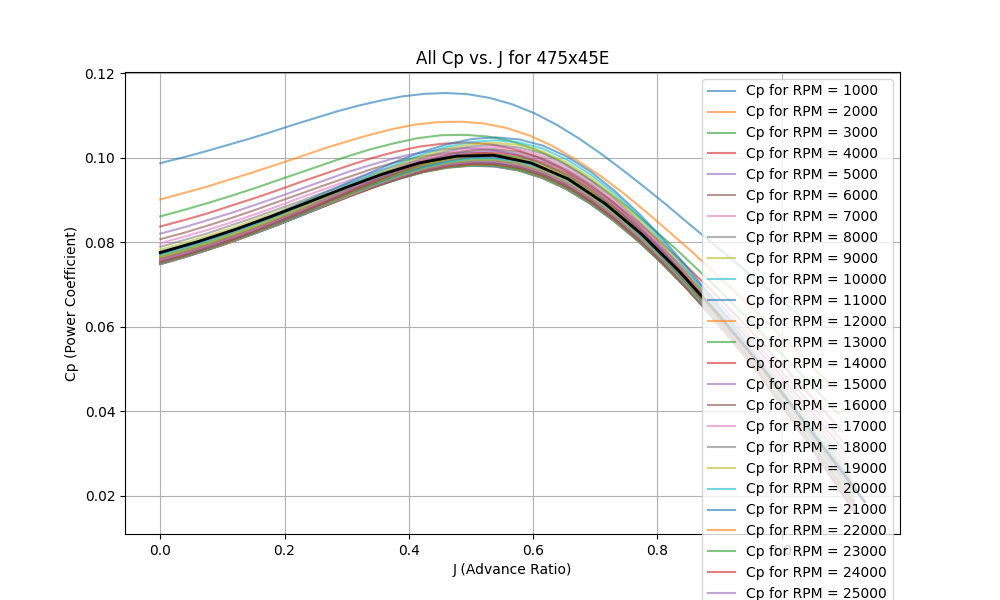 All Cp vs. J for 475x45E
Cp (Power Coefficient)
0.12
0.10
0.08
0.06
0.04
0.02
0.0
0.2
0.4
0.6
0.8
J (Advance Ratio)
Cp for RPM = 1000
Cp for RPM = 2000
Cp for RPM = 3000
Cp for RPM = 4000
Cp for RPM = 5000
Cp for RPM = 6000
Cp for RPM = 7000
Cp for RPM = 8000
Cp for RPM = 9000
Cp for RPM = 10000
Cp for RPM = 11000
Cp for RPM = 12000
Cp for RPM = 13000
Cp for RPM = 14000
Cp for RPM = 15000
Cp for RPM = 16000
Cp for RPM = 17000
Cp for RPM = 18000
Cp for RPM = 19000
Cp for RPM = 20000
Cp for RPM = 21000
Cp for RPM = 22000
Cp for RPM = 23000
Cp for RPM = 24000
Cp for RPM = 25000